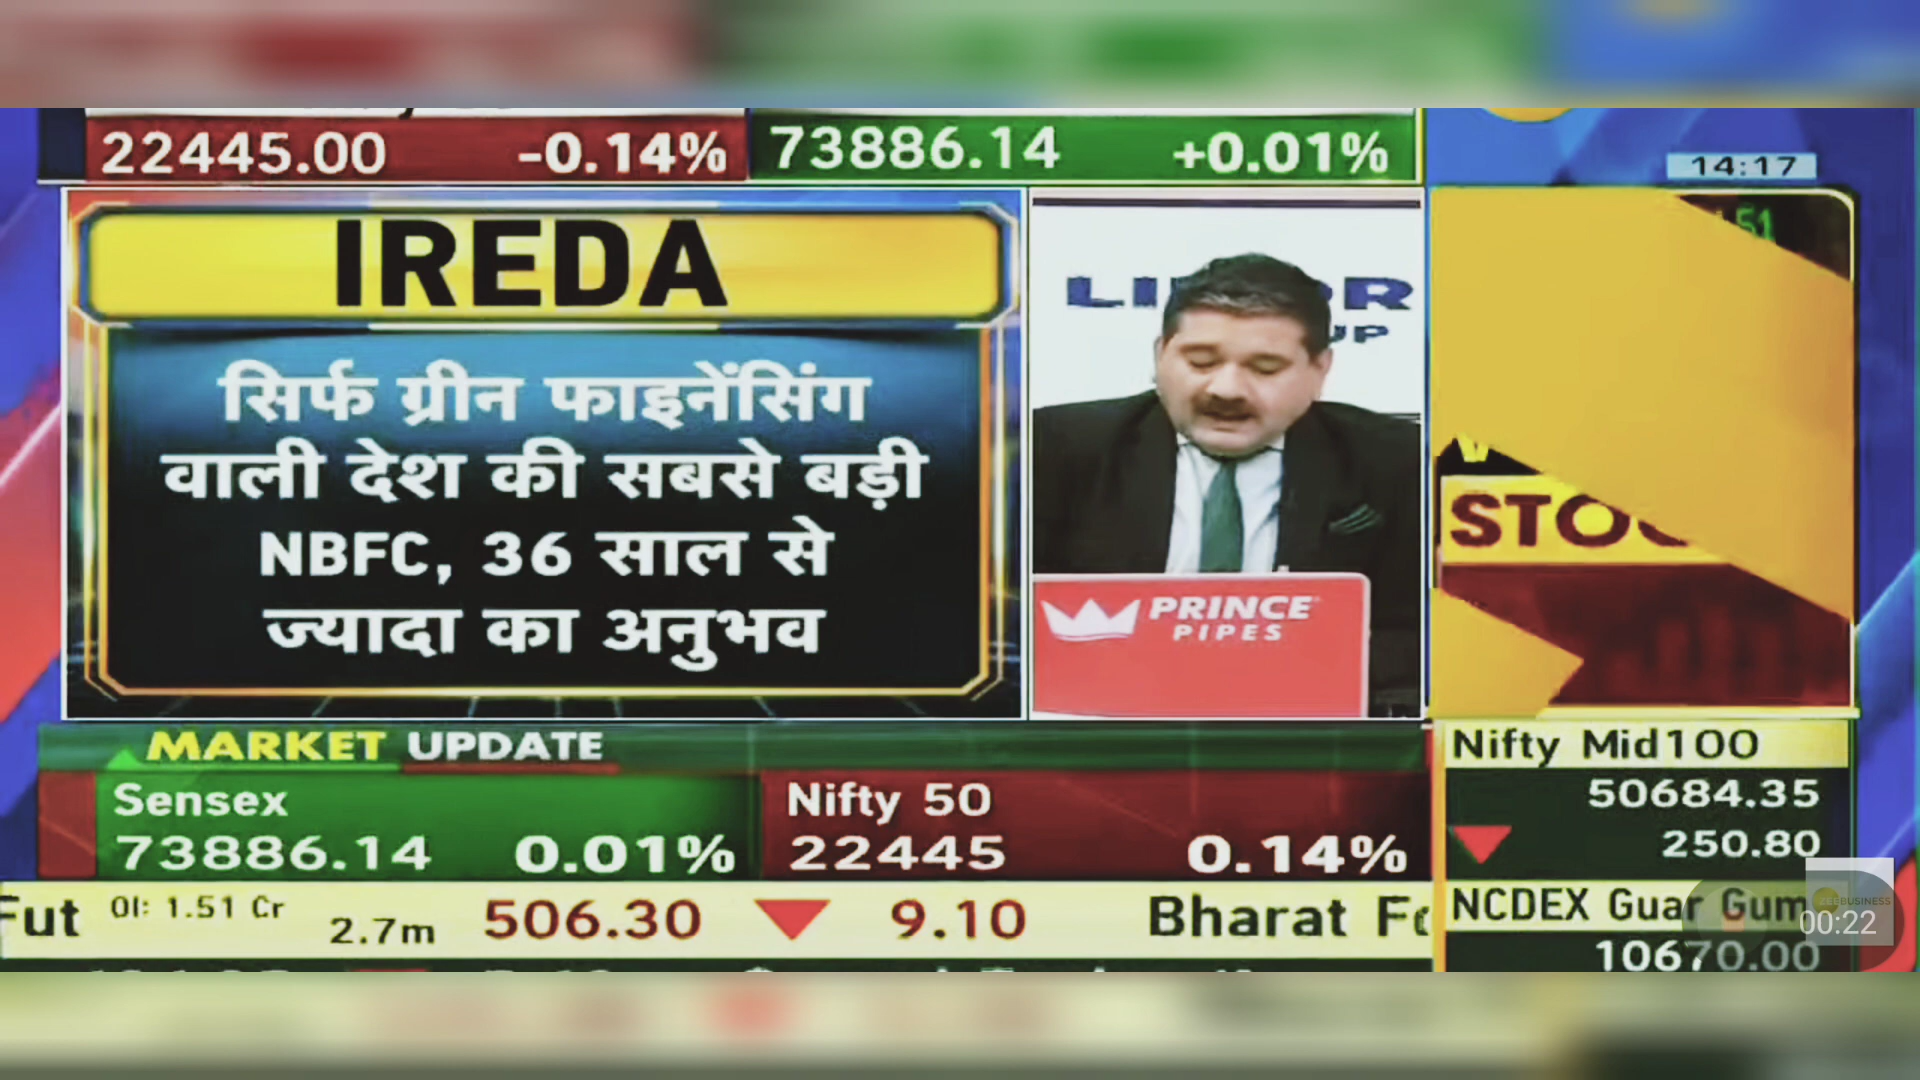 22445.00 -0.14% 73886.14 +0.01%
14:17
IREDA
सिर्फ ग्रीन फाइनेंसिंग
वाली देश की सबसे बड़ी
NBFC, 36 साल से
ज्यादा का अनुभव
51
PRINCE
PIPES
MARKET UPDATE
Sensex
73886.14 0.01%
Nifty 50
22445 0.14%
Nifty Mid100
50684.35
250.80
NCDEX Guar Gum
10670.00
Fut OI: 1.51 Cr 2.7m 506.30 9.10 Bharat
ZEEBUSINESS
00:22